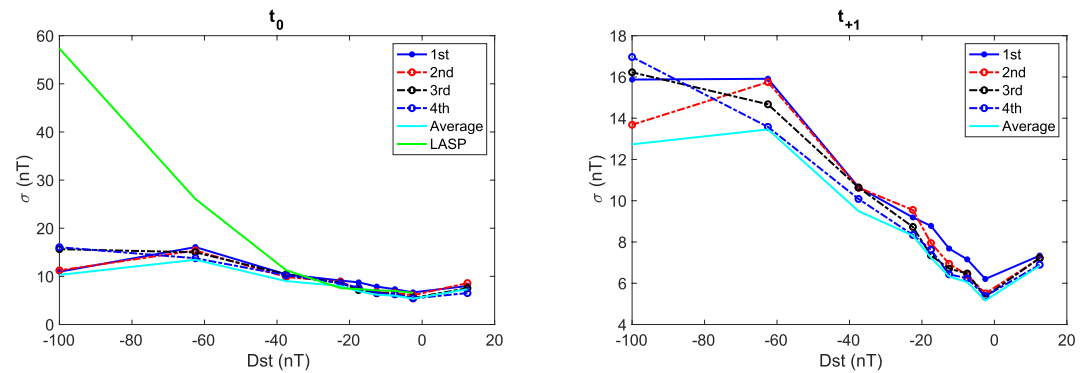 t0
60
50
40
30
20
10
0
σ (nT)
-100 -80 -60 -40 -20 0 20
Dst (nT)
1st
2nd
3rd
4th
Average
LASP
t+1
18
16
14
12
10
8
6
4
σ (nT)
-100 -80 -60 -40 -20 0 20
Dst (nT)
1st
2nd
3rd
4th
Average